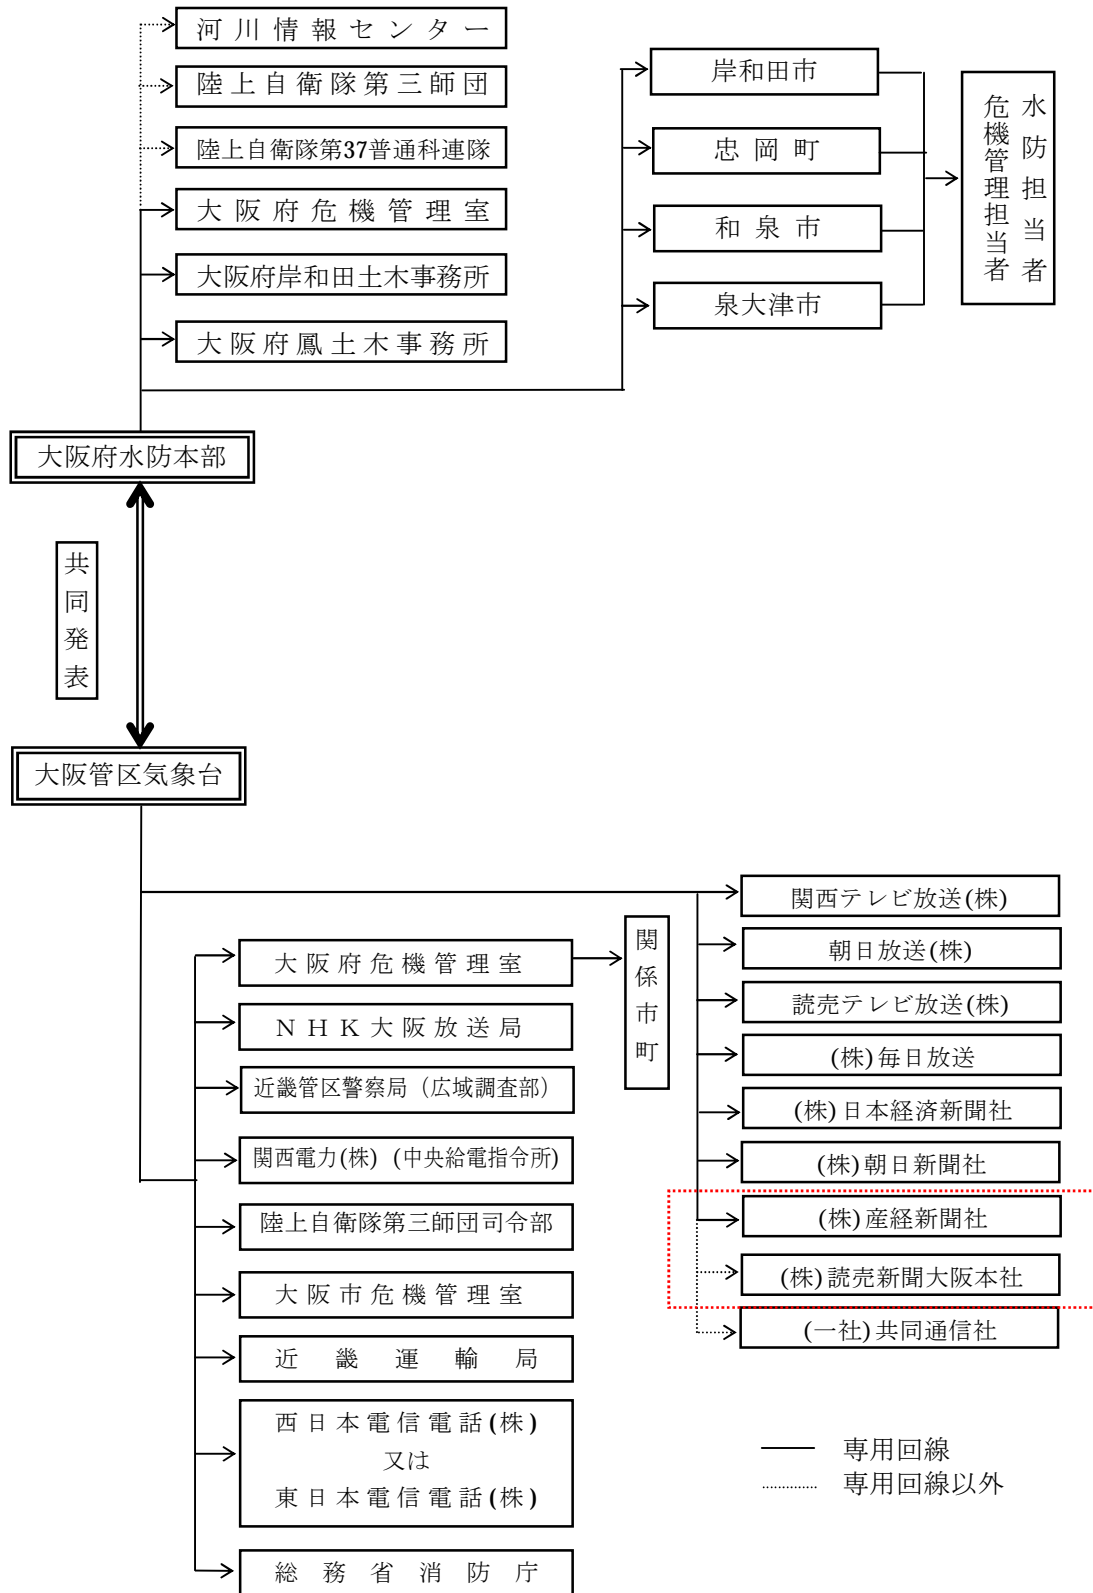 河川情報センター
陸上自衛隊第三師団
陸上自衛隊第37普通科連隊
大阪府危機管理室
大阪府岸和田土木事務所
大阪府鳳土木事務所
岸和田市
忠岡町
和泉市
泉大津市
水防担当者
危機管理担当者
大阪府水防本部
共同発表
大阪管区気象台
大阪府危機管理室
NHK大阪放送局
近畿管区警察局（広域調査部）
関西電力(株)（中央給電指令所)
陸上自衛隊第三師団司令部
大阪市危機管理室
近畿運輸局
西日本電信電話(株)
又は
東日本電信電話(株)
総務省消防庁
関係市町
関西テレビ放送(株)
朝日放送(株)
読売テレビ放送(株)
(株)毎日放送
(株)日本経済新聞社
(株)朝日新聞社
(株)産経新聞社
(株)読売新聞大阪本社
(一社)共同通信社
専用回線
専用回線以外